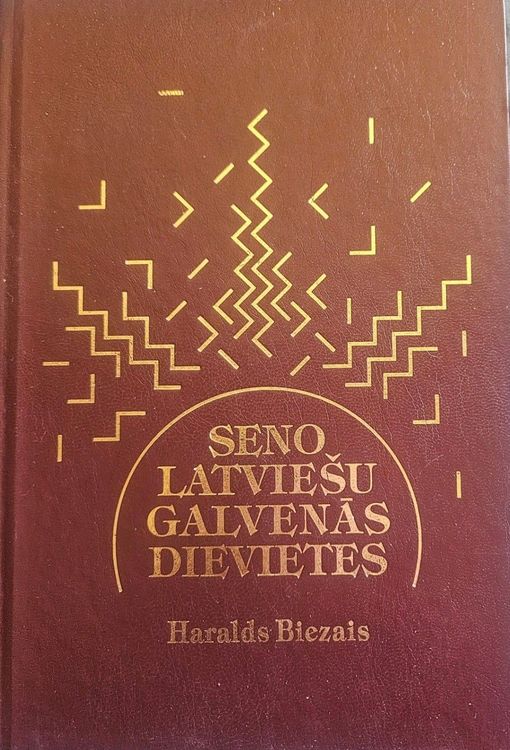 SENO
LATVIEŠU
GALVENĀS
DIEVIETES
Haralds Biezais